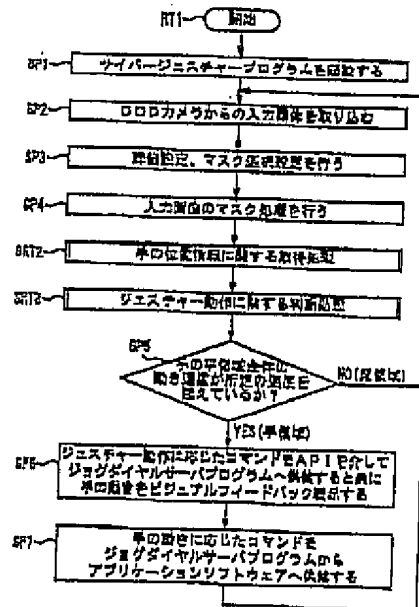 RT1
開始
SP1
サイバージェスチャープログラムを起動する
SP2
CCDカメラからの入力画像を取り込む
SP3
マスク
設定を行う
SP4
入力画像のマスク処理を行う
SRT2
手の位置情報に関する取得処理
SRT3
ジェスチャー動作に関する判断処理
SP5
手の平領域全体の
動き速度が所定の速度を
超えているか?
NO
YES
SP6
ジェスチャー動作に応じたコマンドをAPIを介して
ジョグダイヤルサーバプログラムへ供給すると共に
手の動きをビジュアルフィードバック表示する
SP7
手の動きに応じたコマンドを
ジョグダイヤルサーバプログラムから
アプリケーションソフトウェアへ供給する